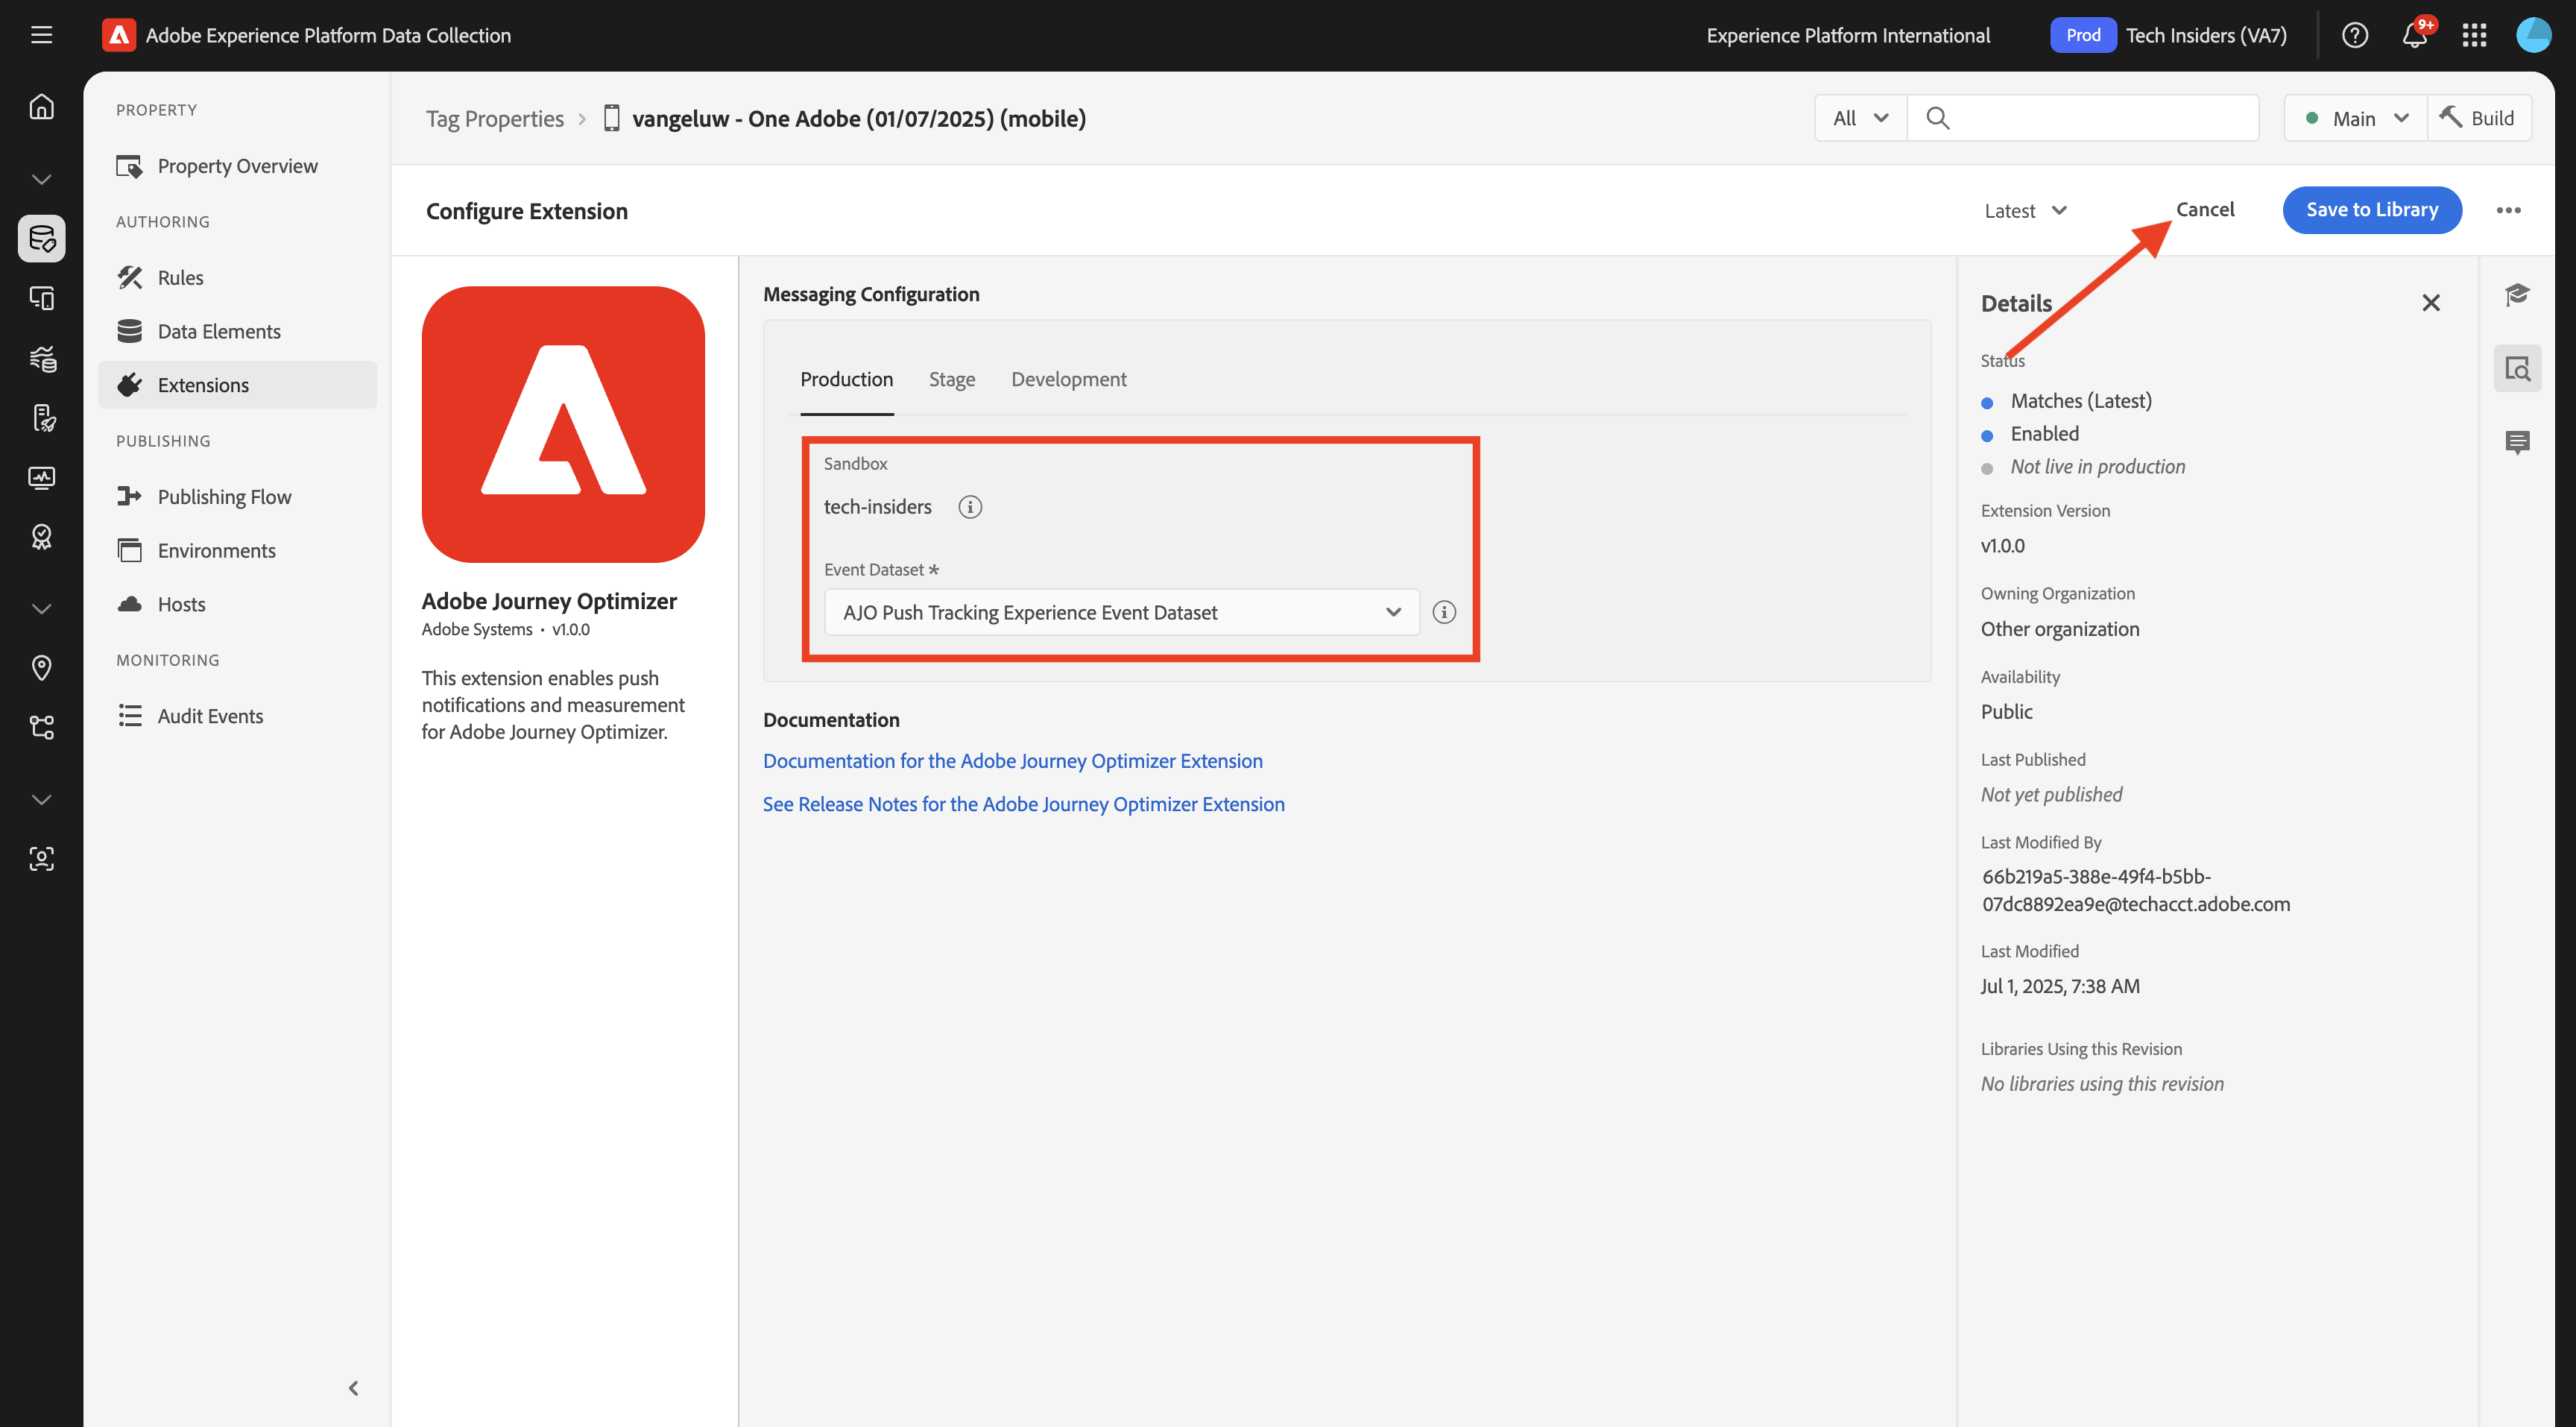 Adobe Experience Platform Data Collection
Experience Platform International
Prod
Tech Insiders (VA7)
9+
PROPERTY
Property Overview
AUTHORING
Rules
Data Elements
Extensions
PUBLISHING
Publishing Flow
Environments
Hosts
MONITORING
Audit Events
Tag Properties
vangeluw - One Adobe (01/07/2025) (mobile)
All
Main
Build
Configure Extension
Latest
Cancel
Save to Library
Adobe Journey Optimizer
Adobe Systems · v1.0.0
This extension enables push
notifications and measurement
for Adobe Journey Optimizer.
Messaging Configuration
Production
Stage
Development
Sandbox
tech-insiders
Event Dataset *
AJO Push Tracking Experience Event Dataset
Documentation
Documentation for the Adobe Journey Optimizer Extension
See Release Notes for the Adobe Journey Optimizer Extension
Details
Status
Matches (Latest)
Enabled
Not live in production
Extension Version
v1.0.0
Owning Organization
Other organization
Availability
Public
Last Published
Not yet published
Last Modified By
66b219a5-388e-49f4-b5bb-
07dc8892ea9e@techacct.adobe.com
Last Modified
Jul 1, 2025, 7:38 AM
Libraries Using this Revision
No libraries using this revision